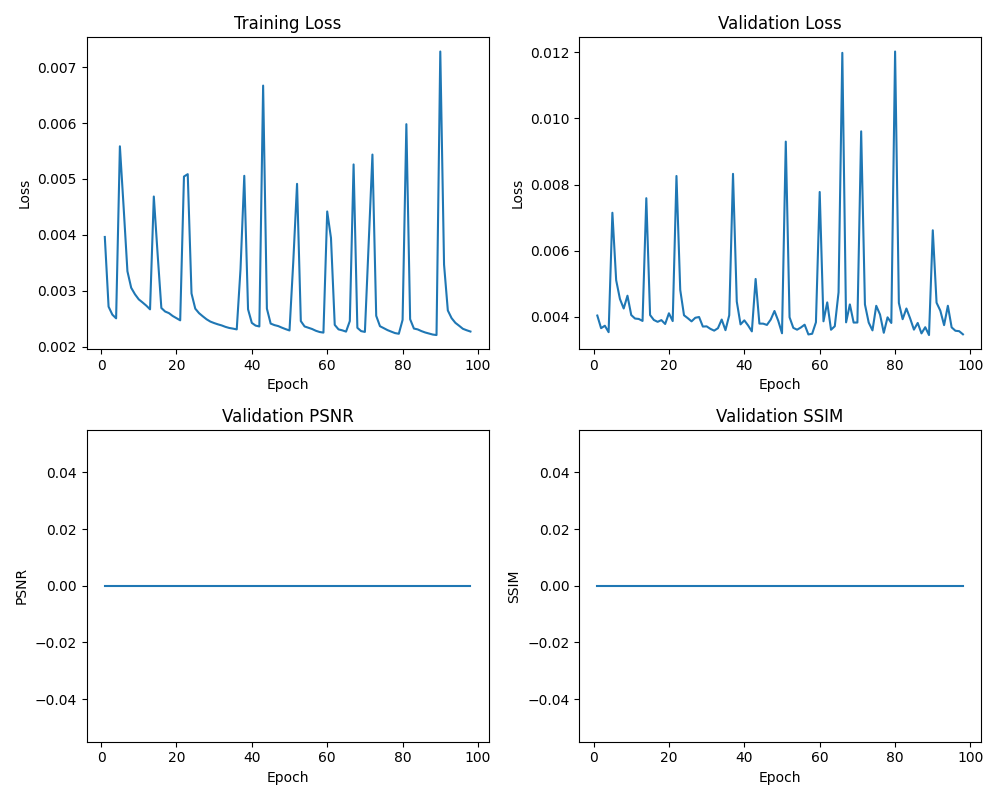 Training Loss
Loss
0.007
0.006
0.005
0.004
0.003
0.002
0 20 40 60 80 100
Epoch
Validation Loss
Loss
0.012
0.010
0.008
0.006
0.004
0 20 40 60 80 100
Epoch
Validation PSNR
PSNR
0.04
0.02
0.00
−0.02
−0.04
0 20 40 60 80 100
Epoch
Validation SSIM
SSIM
0.04
0.02
0.00
−0.02
−0.04
0 20 40 60 80 100
Epoch